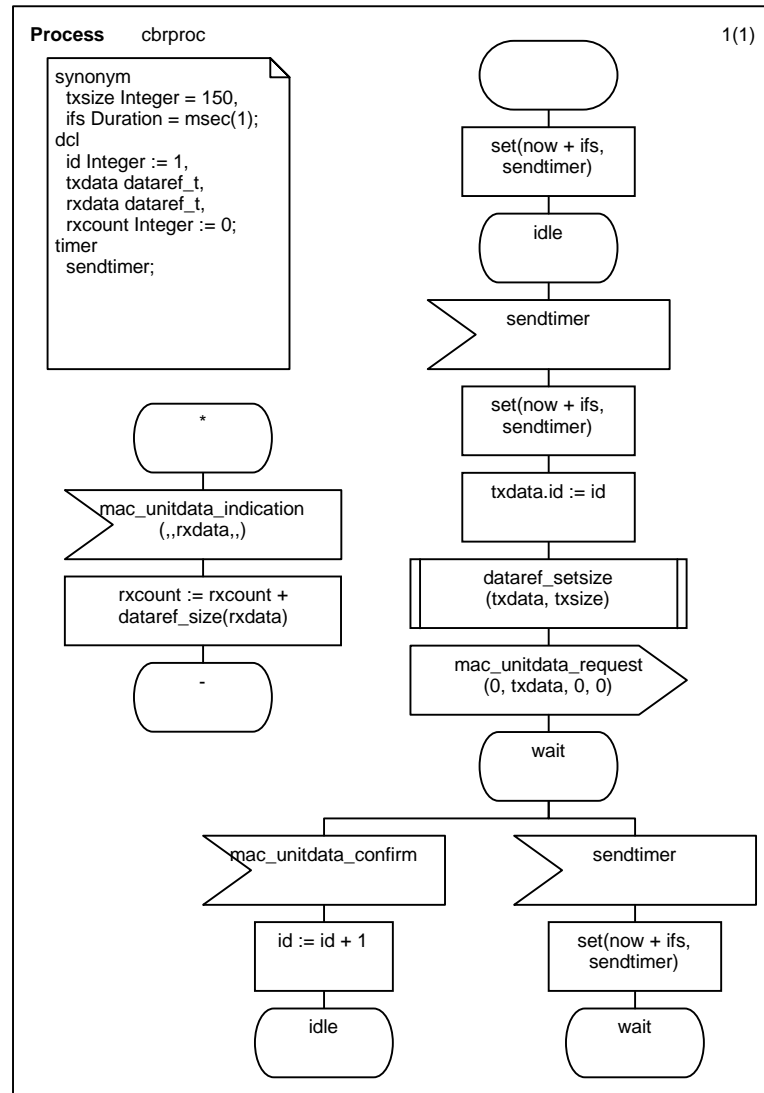 Process cbrproc 1(1)
synonym
txsize Integer = 150,
ifs Duration = msec(1);
dcl
id Integer := 1,
txdata dataref_t,
rxdata dataref_t,
rxcount Integer := 0;
timer
sendtimer;
*
mac_unitdata_indication
(,,rxdata,,)
rxcount := rxcount +
dataref_size(rxdata)
-
set(now + ifs,
sendtimer)
idle
sendtimer
set(now + ifs,
sendtimer)
txdata.id := id
dataref_setsize
(txdata, txsize)
mac_unitdata_request
(0, txdata, 0, 0)
wait
mac_unitdata_confirm
id := id + 1
idle
sendtimer
set(now + ifs,
sendtimer)
wait